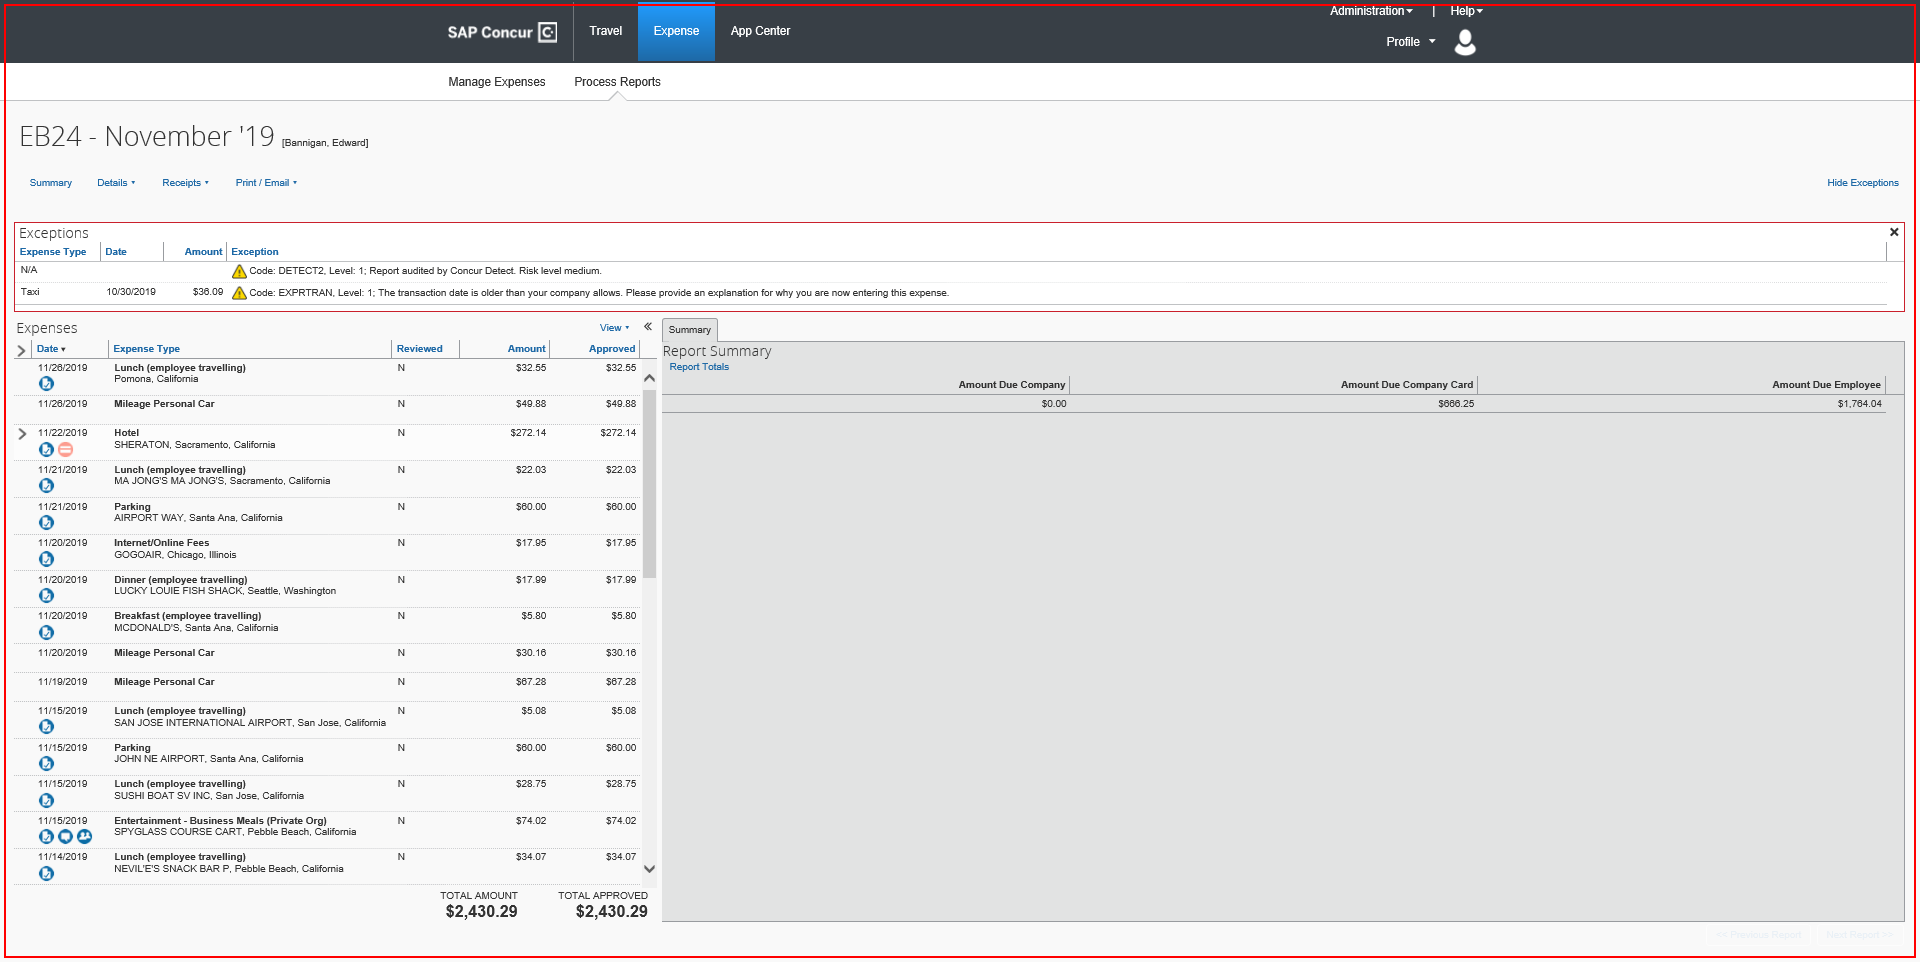 Administration | Help
SAP Concur C. Travel Expense App Center
Profile
Manage Expenses Process Reports
EB24 - November '19 [Bannigan, Edward]
Summary Details Receipts Print / Email Hide Exceptions
Exceptions
Expense Type Date Amount Exception
N/A Code: DETECT2, Level: 1; Report audited by Concur Detect. Risk level medium.
Taxi 10/30/2019 $36.09 Code: EXPRTRAN, Level: 1; The transaction date is older than your company allows. Please provide an explanation for why you are now entering this expense.
Expenses View «
Date Expense Type Reviewed Amount Approved
11/26/2019 Lunch (employee travelling) N $32.55 $32.55
Pomona, California
11/26/2019 Mileage Personal Car N $49.88 $49.88
11/22/2019 Hotel N $272.14 $272.14
SHERATON, Sacramento, California
11/21/2019 Lunch (employee travelling) N $22.03 $22.03
MA JONG'S MA JONG'S, Sacramento, California
11/21/2019 Parking N $60.00 $60.00
AIRPORT WAY, Santa Ana, California
11/20/2019 Internet/Online Fees N $17.95 $17.95
GOGOAIR, Chicago, Illinois
11/20/2019 Dinner (employee travelling) N $17.99 $17.99
LUCKY LOUIE FISH SHACK, Seattle, Washington
11/20/2019 Breakfast (employee travelling) N $5.80 $5.80
MCDONALD'S, Santa Ana, California
11/20/2019 Mileage Personal Car N $30.16 $30.16
11/19/2019 Mileage Personal Car N $67.28 $67.28
11/15/2019 Lunch (employee travelling) N $5.08 $5.08
SAN JOSE INTERNATIONAL AIRPORT, San Jose, California
11/15/2019 Parking N $60.00 $60.00
JOHN NE AIRPORT, Santa Ana, California
11/15/2019 Lunch (employee travelling) N $28.75 $28.75
SUSHI BOAT SV INC, San Jose, California
11/15/2019 Entertainment - Business Meals (Private Org) N $74.02 $74.02
SPYGLASS COURSE CART, Pebble Beach, California
11/14/2019 Lunch (employee travelling) N $34.07 $34.07
NEVIL'E'S SNACK BAR P, Pebble Beach, California
TOTAL AMOUNT TOTAL APPROVED
$2,430.29 $2,430.29
Summary
Report Summary
Report Totals
Amount Due Company Amount Due Company Card Amount Due Employee
$0.00 $666.25 $1,764.04
<< Previous Report Next Report >>